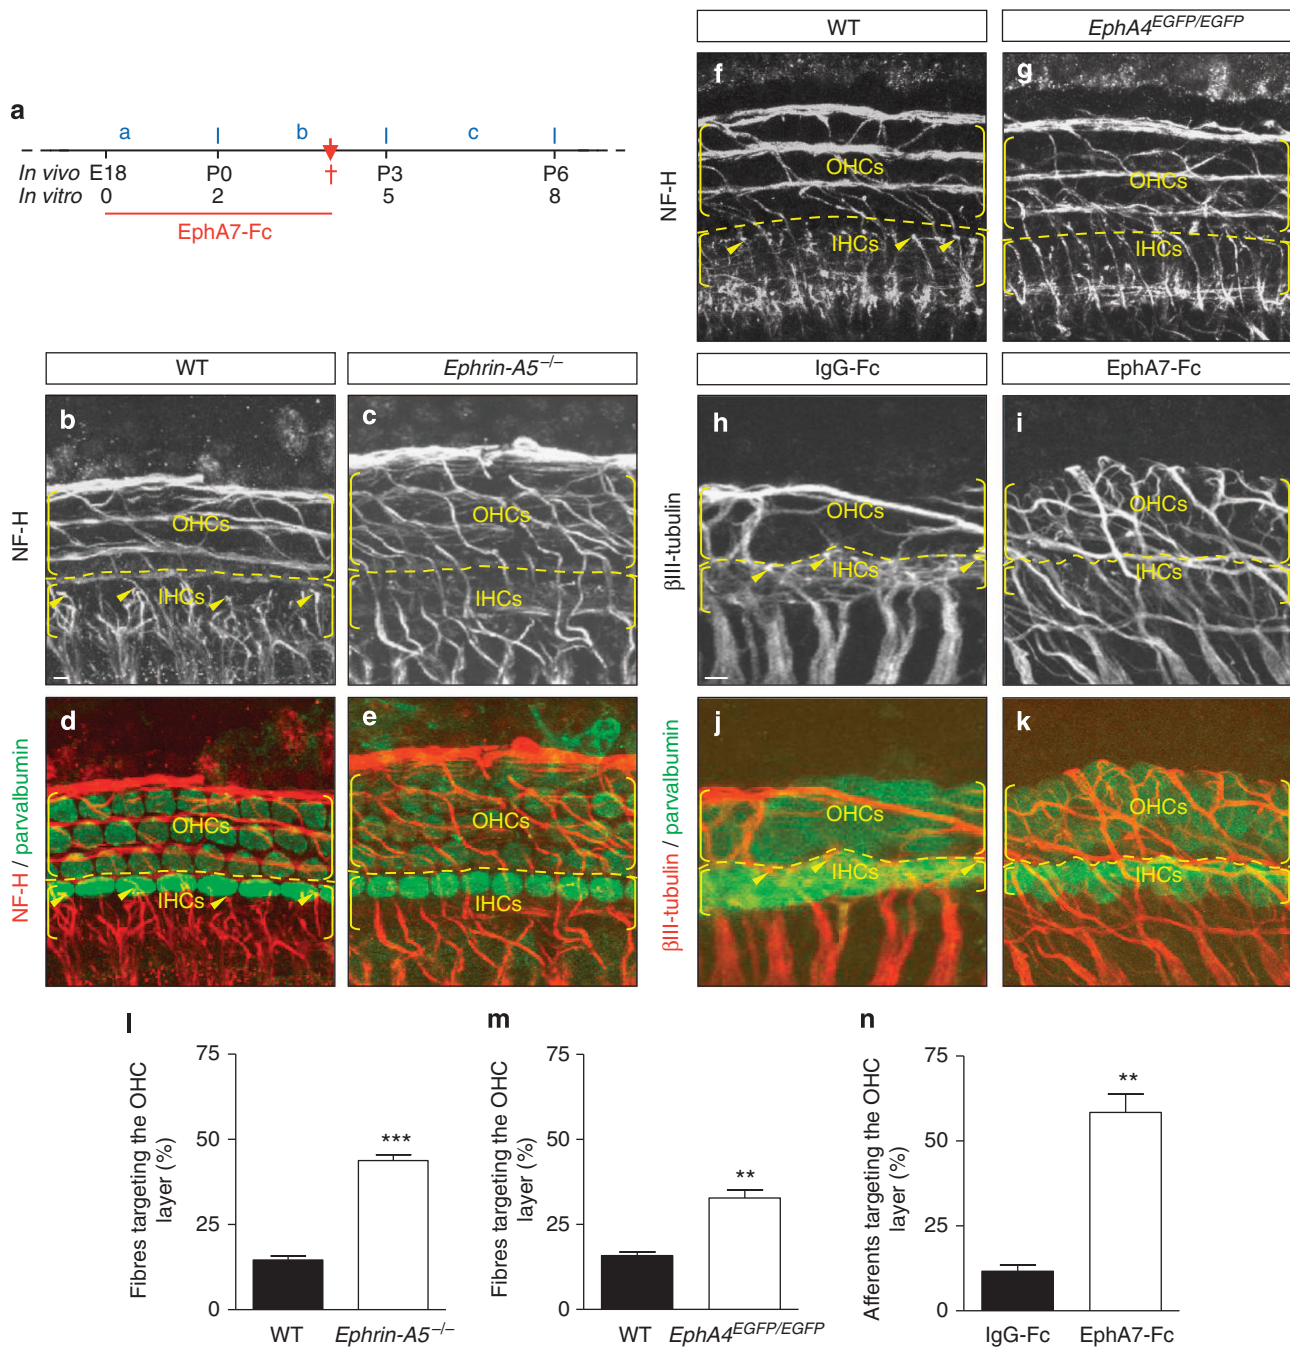 a
a b c
In vivo E18 P0 † P3 P6
In vitro 0 2 5 8
EphA7-Fc
WT EphA4^EGFP/EGFP
NF-H
f g
OHCs OHCs
IHCs IHCs
WT Ephrin-A5^–/–
NF-H
b c
OHCs OHCs
IHCs IHCs
NF-H / parvalbumin
d e
OHCs OHCs
IHCs IHCs
IgG-Fc EphA7-Fc
βIII-tubulin
h i
OHCs OHCs
IHCs IHCs
βIII-tubulin / parvalbumin
j k
OHCs OHCs
IHCs IHCs
l
Fibres targeting the OHC
layer (%)
75
50
25
0
***
WT Ephrin-A5^–/–
m
Fibres targeting the OHC
layer (%)
75
50
25
0
**
WT EphA4^EGFP/EGFP
n
Afferents targeting the OHC
layer (%)
75
50
25
0
**
IgG-Fc EphA7-Fc